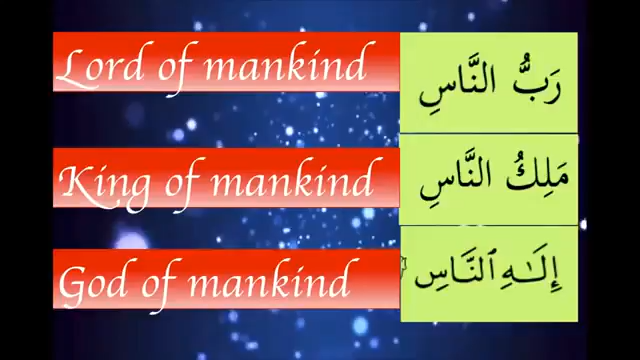 Lord of mankind
رَبُّ النَّاسِ
King of mankind
مَلِكُ النَّاسِ
God of mankind
إِلَـٰهِ ٱلنَّاسِ